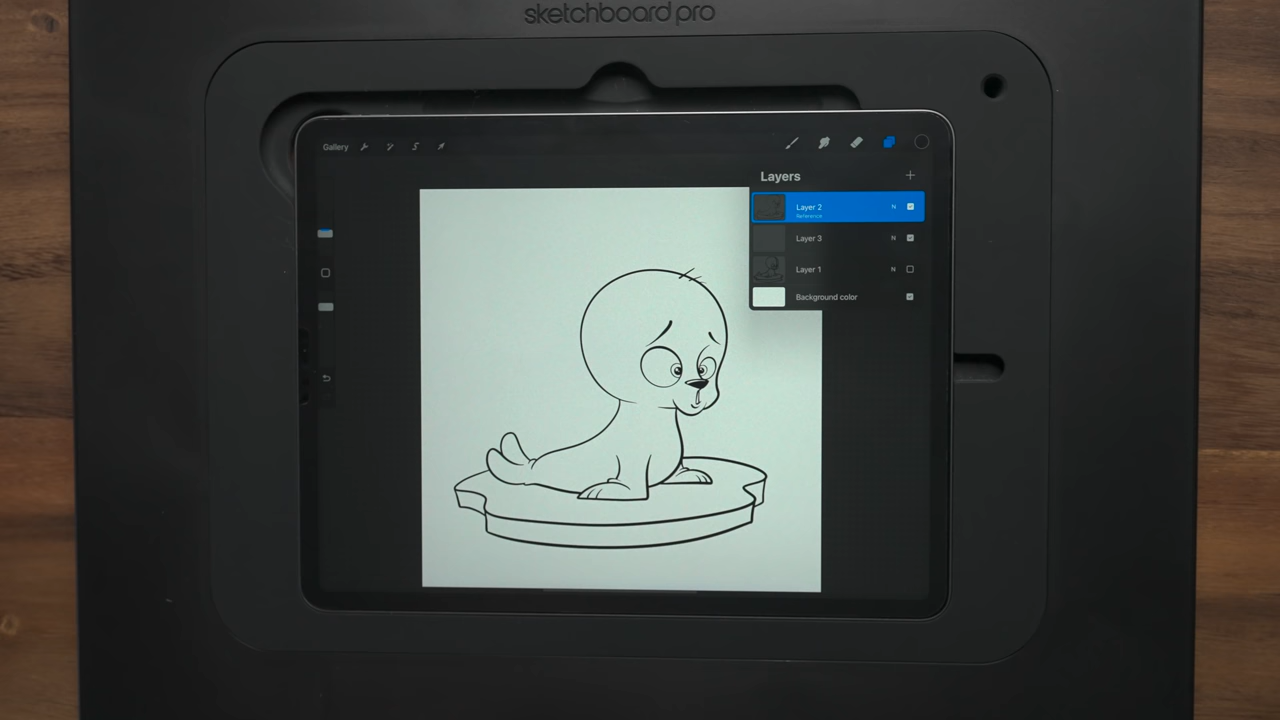 sketchboard pro
Gallery
Layers
Layer 2
Reference
N
Layer 3
N
Layer 1
N
Background color